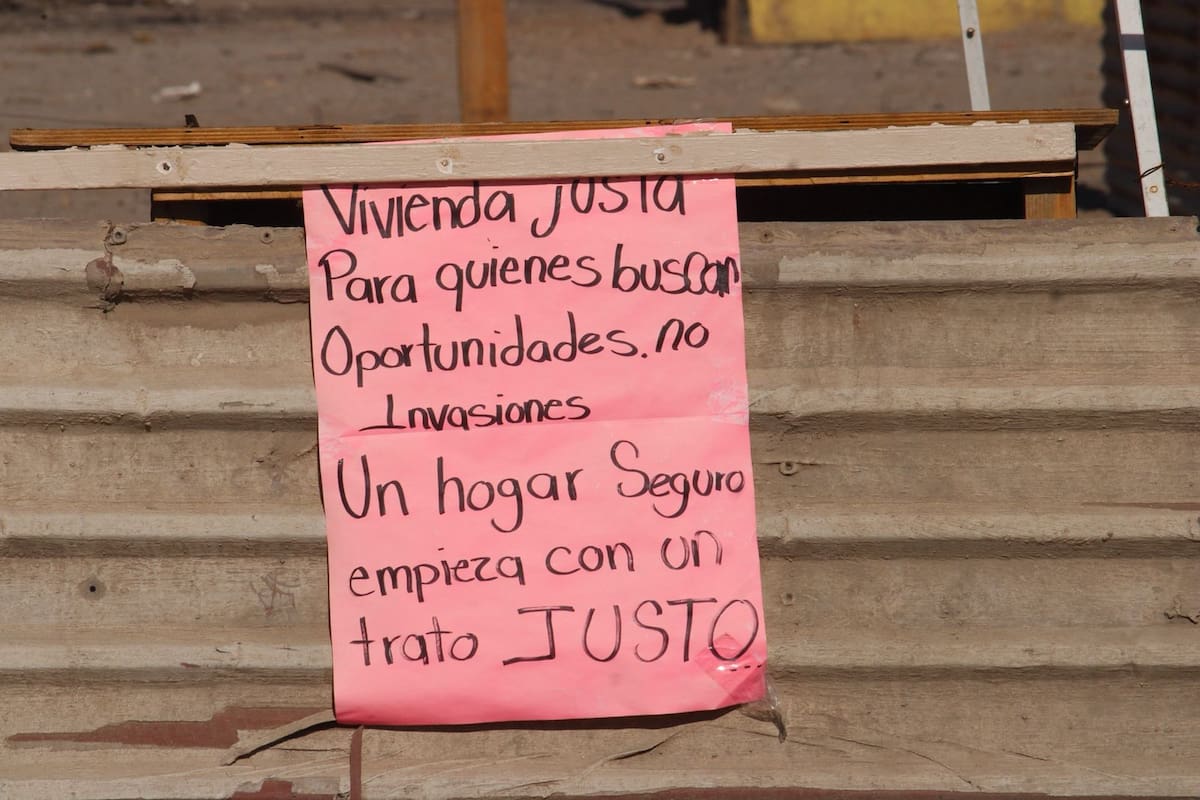 Vivienda justa
Para quienes buscan
Oportunidades. no
Invasiones
Un hogar Seguro
empieza con un
trato JUSTO